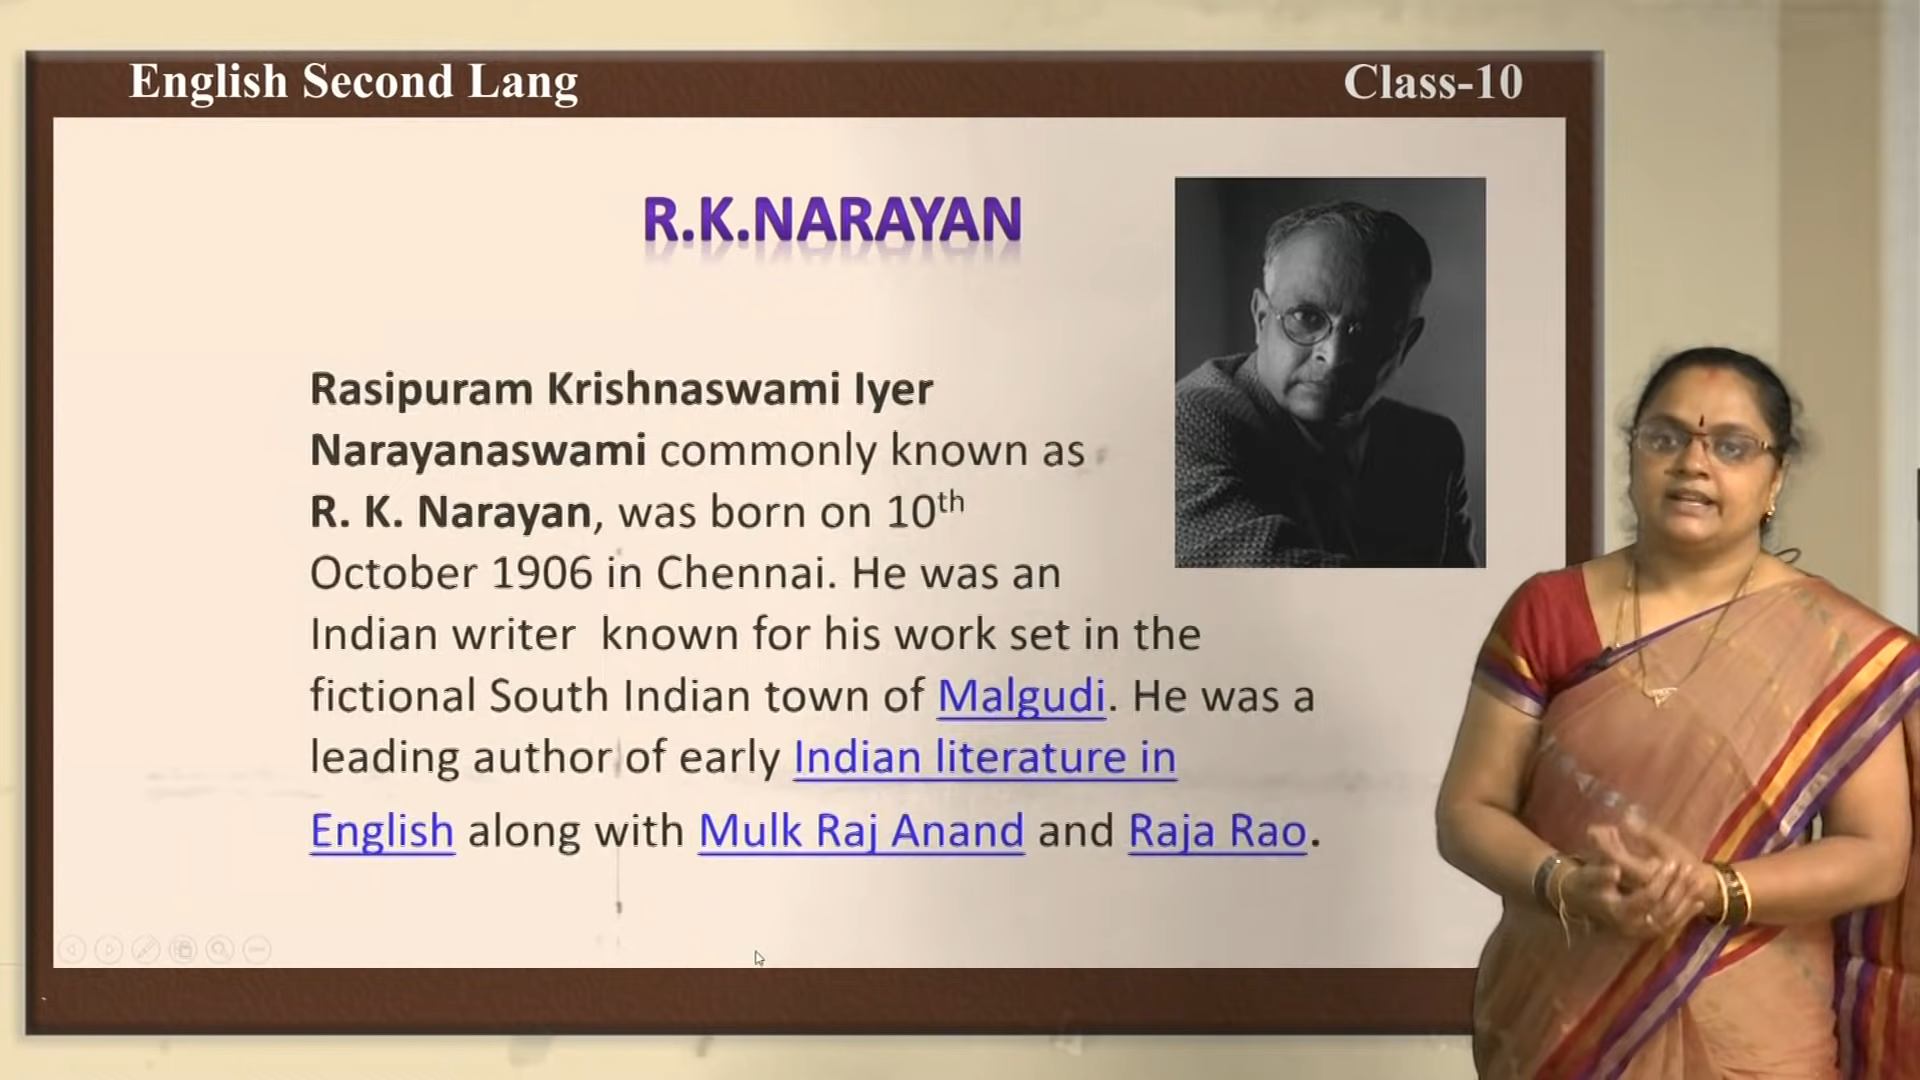 English Second Lang
Class-10
R.K.NARAYAN
Rasipuram Krishnaswami Iyer
Narayanaswami commonly known as
R. K. Narayan, was born on 10th
October 1906 in Chennai. He was an
Indian writer known for his work set in the
fictional South Indian town of Malgudi. He was a
leading author of early Indian literature in
English along with Mulk Raj Anand and Raja Rao.